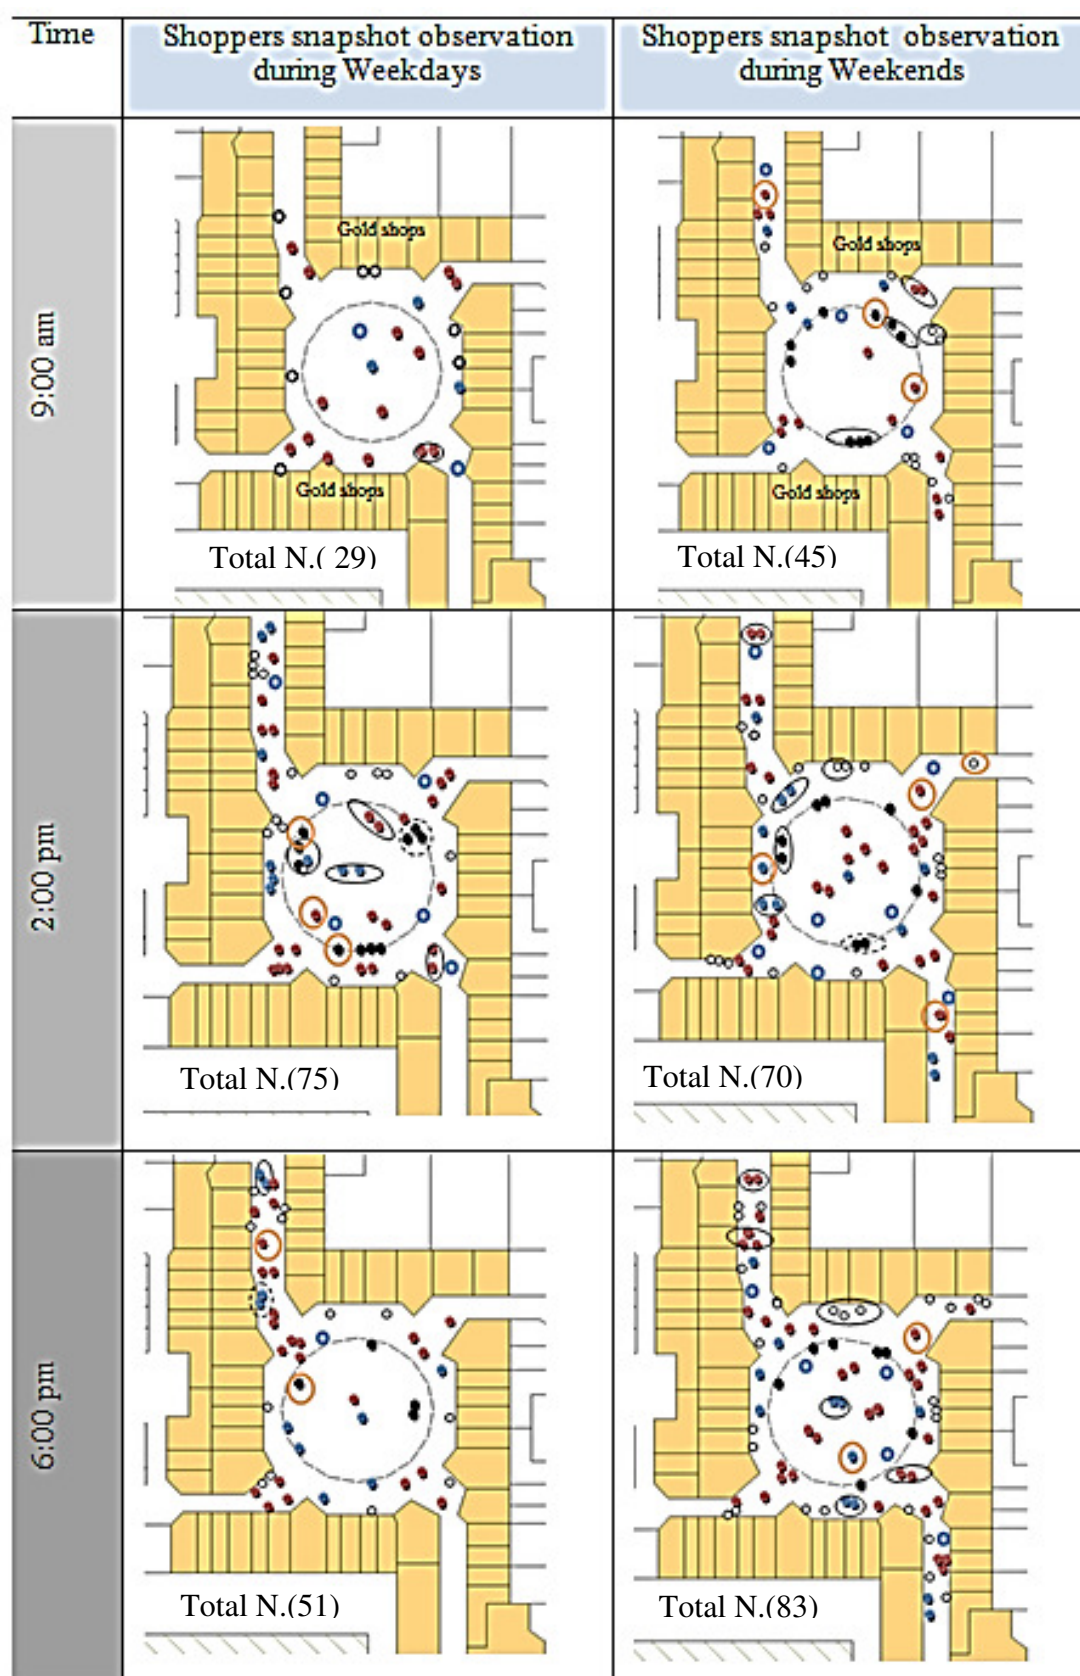 Time
Shoppers snapshot observation
during Weekdays
Shoppers snapshot observation
during Weekends
9:00 am
Gold shops
Gold shops
Total N.( 29)
Gold shops
Gold shops
Total N.(45)
2:00 pm
Total N.(75)
Total N.(70)
6:00 pm
Total N.(51)
Total N.(83)